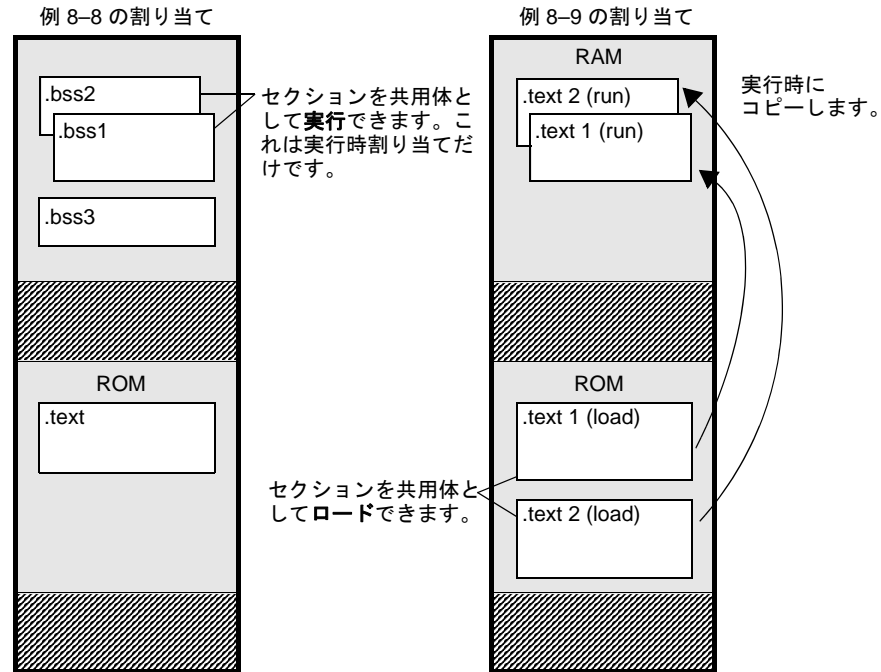 例 8–8 の割り当て
.bss2
.bss1
.bss3
ROM
.text
セクションを共用体と
して実行できます。こ
れは実行時割り当てだ
けです。
セクションを共用体と
してロードできます。
例 8–9 の割り当て
RAM
.text 2 (run)
.text 1 (run)
実行時に
コピーします。
ROM
.text 1 (load)
.text 2 (load)